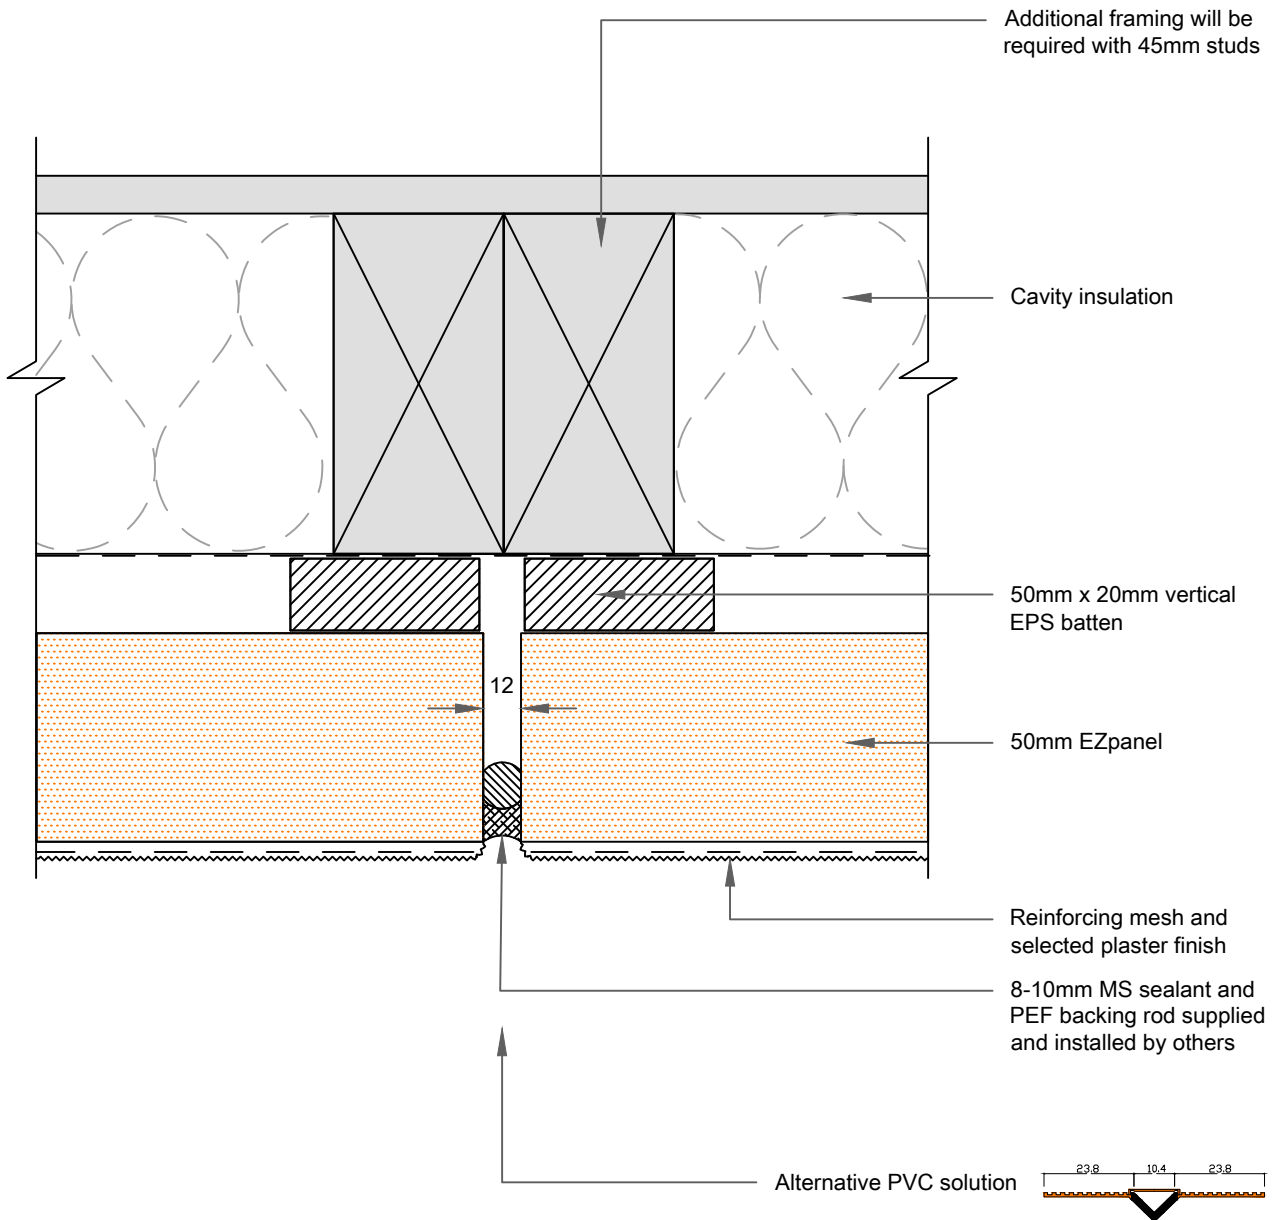 Additional framing will be
required with 45mm studs
Cavity insulation
50mm x 20mm vertical
EPS batten
12
50mm EZpanel
Reinforcing mesh and
selected plaster finish
8-10mm MS sealant and
PEF backing rod supplied
and installed by others
Alternative PVC solution
23.8 10.4 23.8